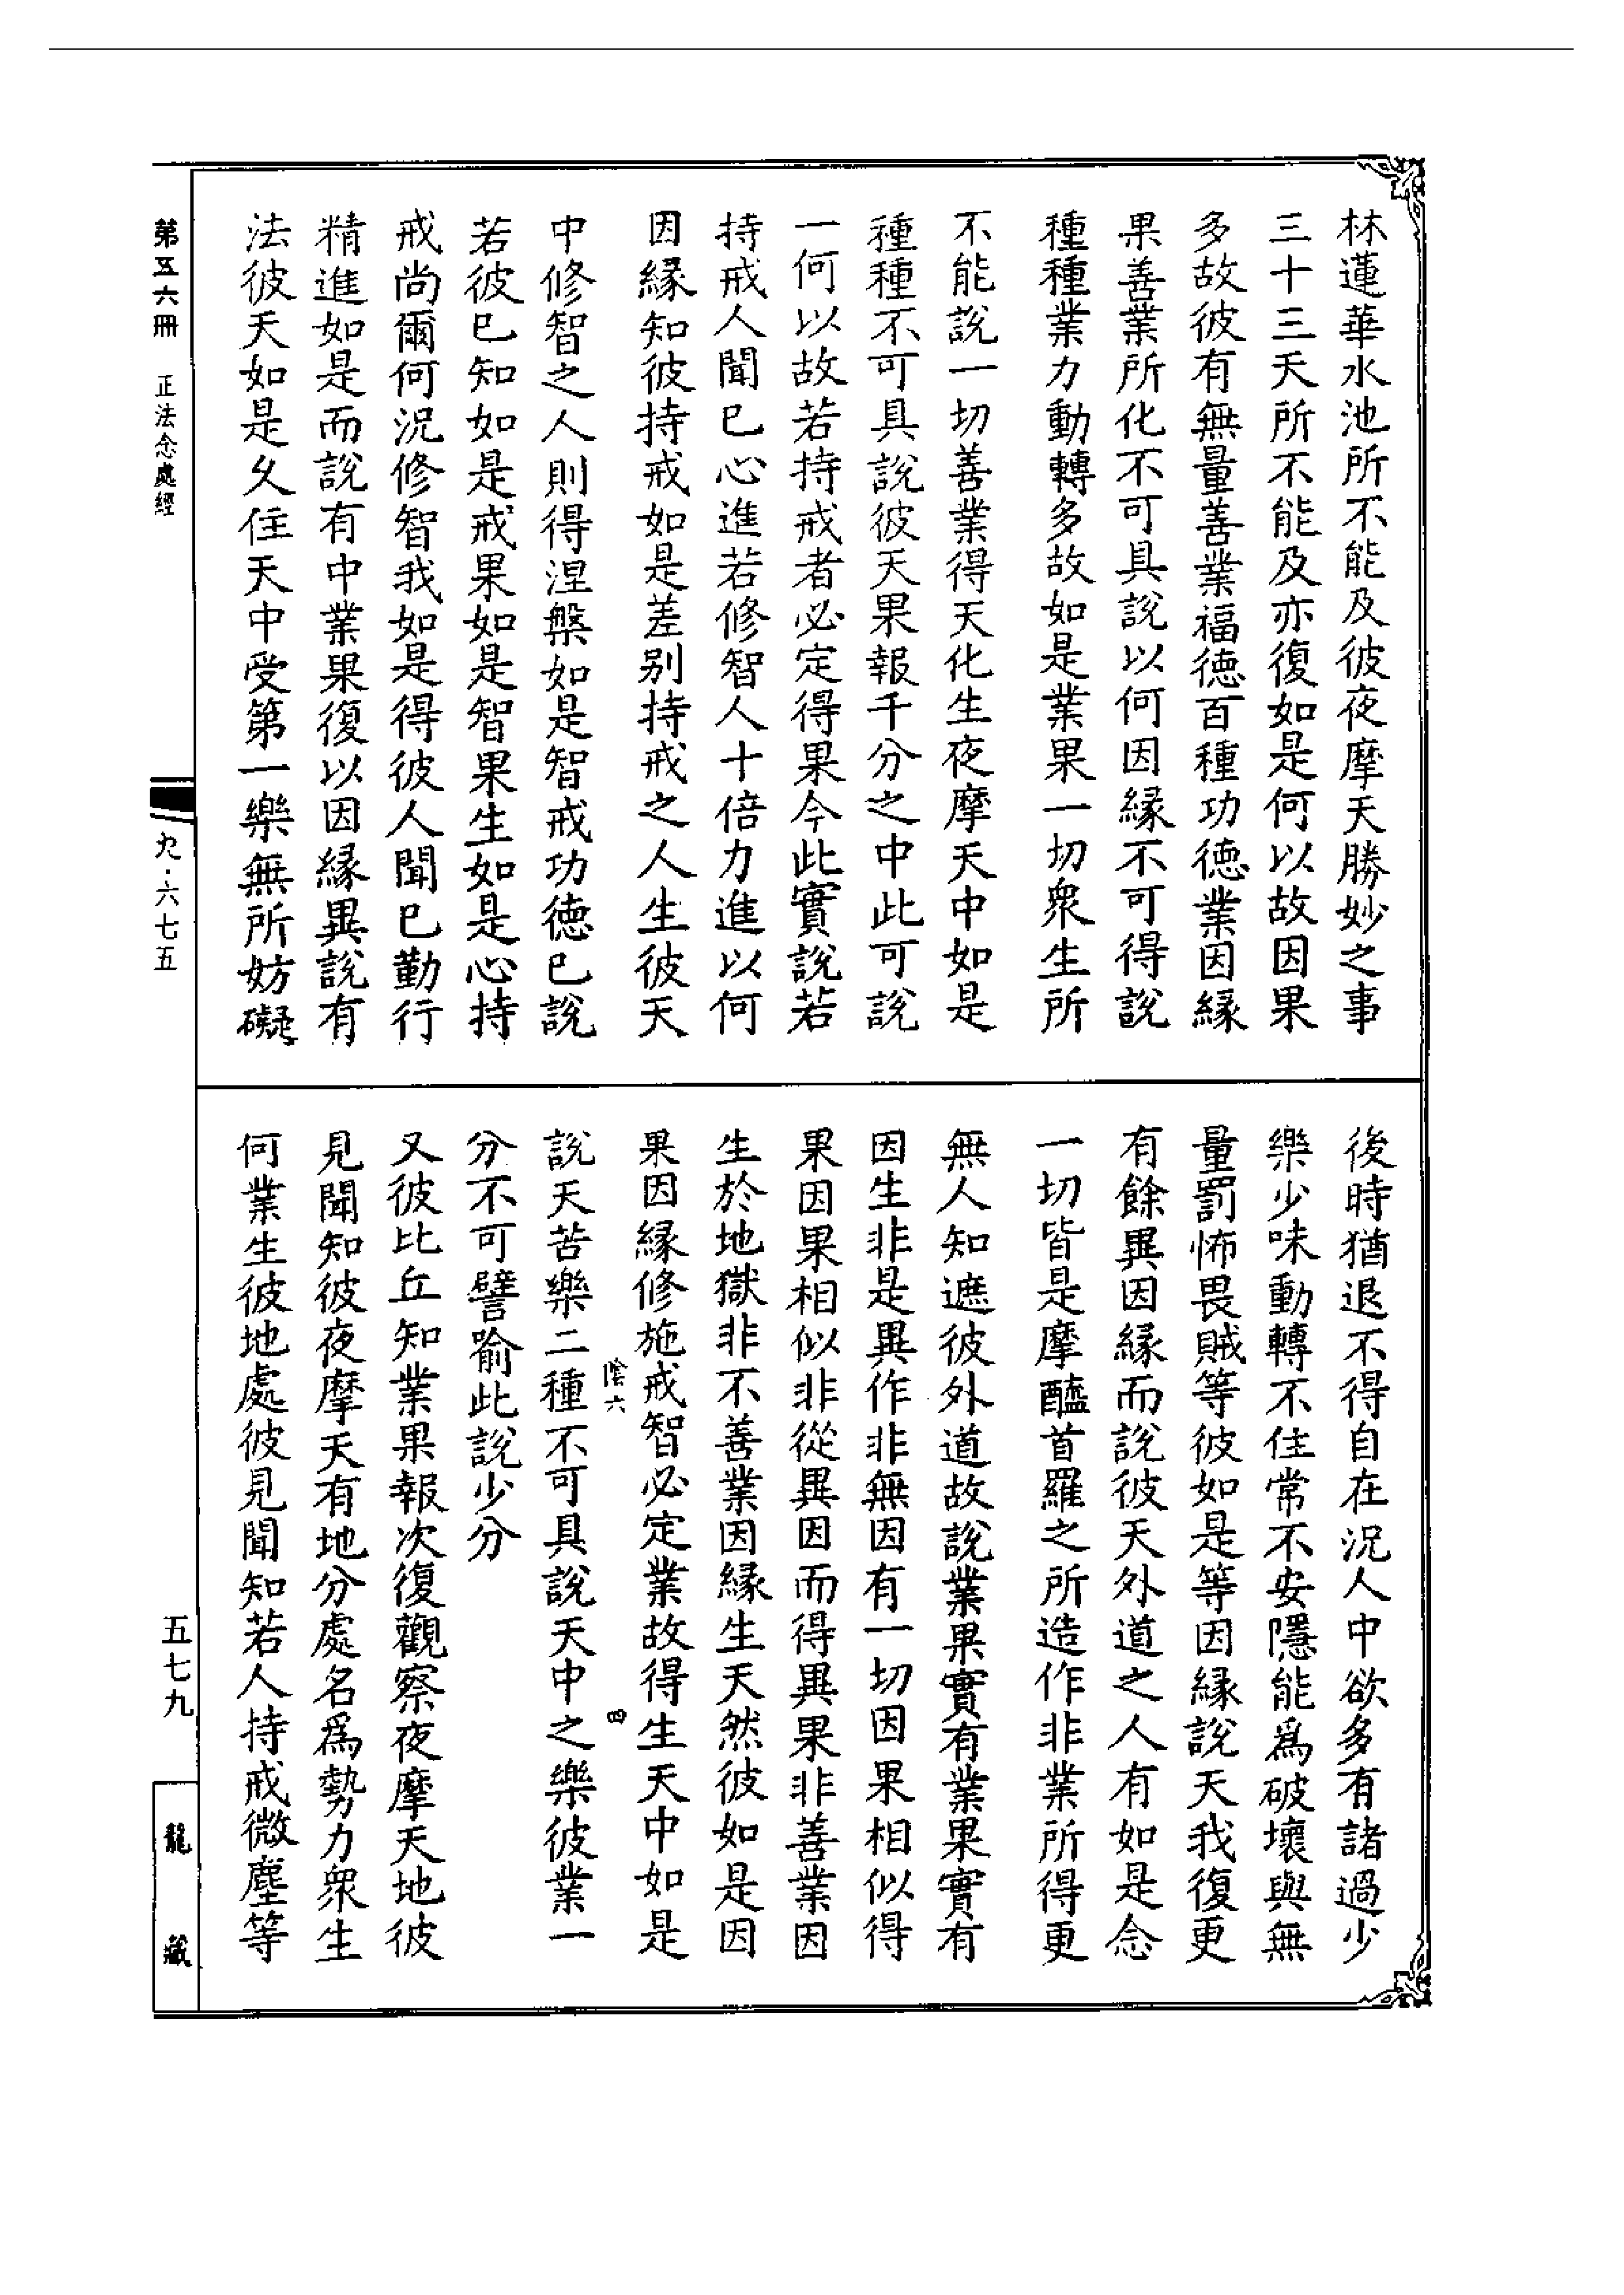 林蓮華水池所不能及彼夜摩天勝妙之事
三十三天所不能及亦復如是何以故因果
多故彼有無量善業福德百種功德業因緣
果善業所化不可具說以何因緣不可得說
種種業力動轉多故如是業果一切衆生所
不能說一切善業得天化生夜摩天中如是
種種不可具說彼天果報千分之中此可說
一何以故若持戒者必定得果今此實說若
持戒人聞已心進若修智人十倍力進以何
因緣知彼持戒如是差別持戒之人生彼天
中修智之人則得涅槃如是智戒功德已說
若彼已知如是戒果如是智果生如是心持
戒尚爾何況修智我如是得彼人聞已勤行
精進如是而說有中業果復以因緣異說有
法彼天如是久住天中受第一樂無所妨礙
後時猶退不得自在況人中欲多有諸過少
樂少味動轉不住常不安隱能爲破壞與無
量罰怖畏賊等彼如是等因緣說天我復更
有餘異因緣而說彼天外道之人有如是念
一切皆是摩醯首羅之所造作非業所得更
無人知遮彼外道故說業果實有業果實有
因生非是異作非無因有一切因果相似得
果因果相似非從異因而得異果非善業因
生於地獄非不善業因緣生天然彼如是因
果因緣修施戒智必定業故得生天中如是
說天苦樂二種不可具說天中之樂彼業一
分不可譬喻此說少分
又彼比丘知業果報次復觀察夜摩天地彼
見聞知彼夜摩天有地分處名爲勢力衆生
何業生彼地處彼見聞知若人持戒微塵等
陰六
四
第五六冊 正法念處經
九·六七五
五七九
龍藏